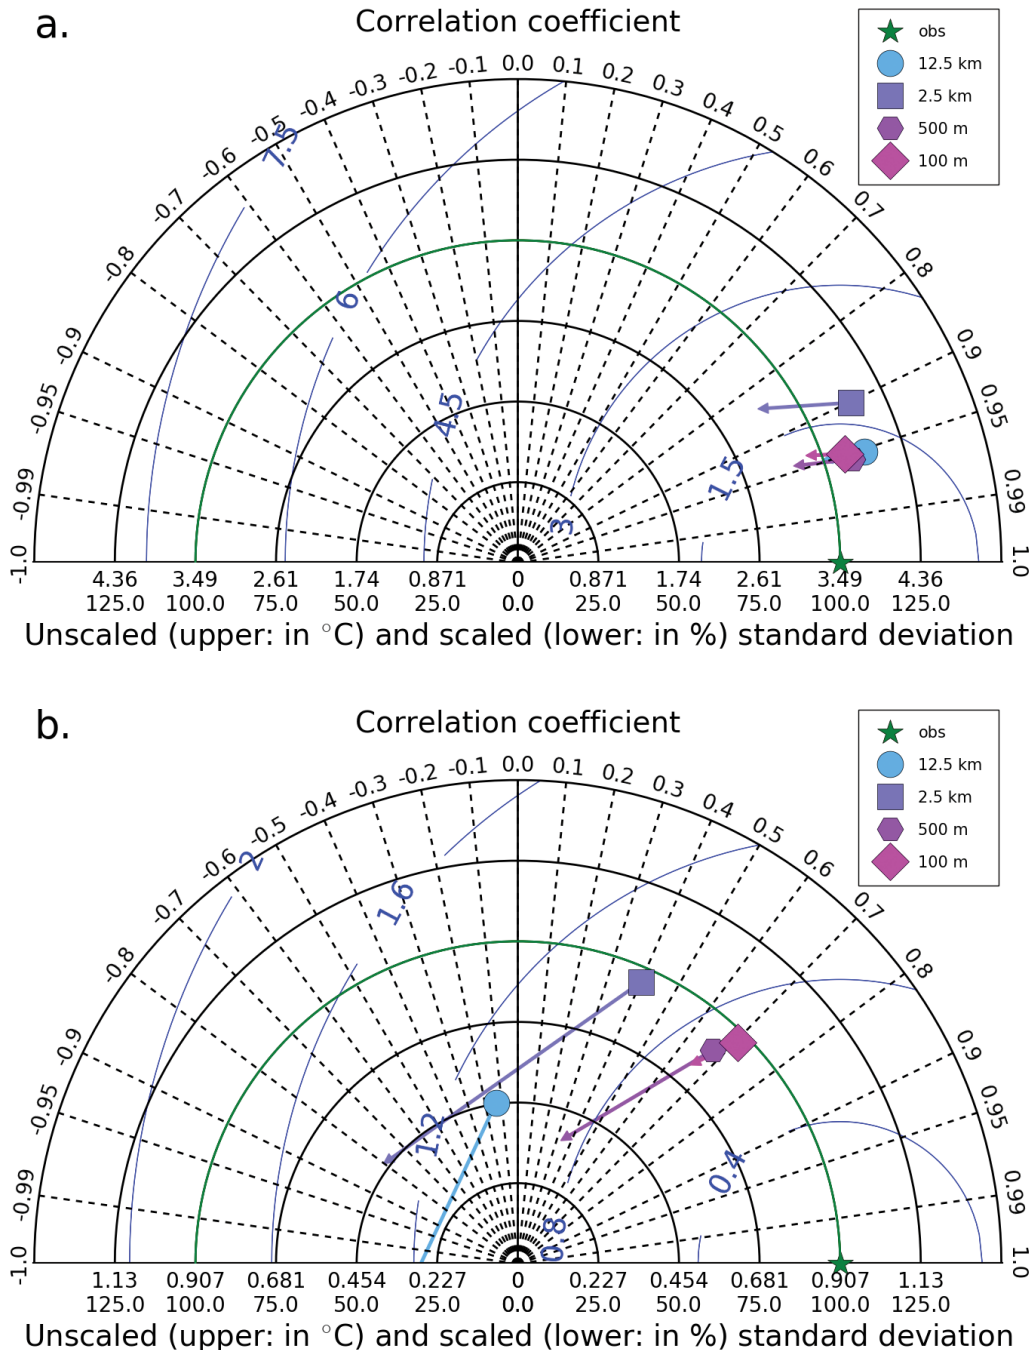 a.
Correlation coefficient
obs
12.5 km
2.5 km
500 m
100 m
-1.0 -0.99 -0.95 -0.9 -0.8 -0.7 -0.6 -0.5 -0.4 -0.3 -0.2 -0.1 0.0 0.1 0.2 0.3 0.4 0.5 0.6 0.7 0.8 0.9 0.95 0.99 1.0
7.5 6 4.5 3 1.5
4.36 3.49 2.61 1.74 0.871 0 0.871 1.74 2.61 3.49 4.36
125.0 100.0 75.0 50.0 25.0 0.0 25.0 50.0 75.0 100.0 125.0
Unscaled (upper: in °C) and scaled (lower: in %) standard deviation
b.
Correlation coefficient
obs
12.5 km
2.5 km
500 m
100 m
-1.0 -0.99 -0.95 -0.9 -0.8 -0.7 -0.6 -0.5 -0.4 -0.3 -0.2 -0.1 0.0 0.1 0.2 0.3 0.4 0.5 0.6 0.7 0.8 0.9 0.95 0.99 1.0
2 1.6 1.2 0.8 0.4
1.13 0.907 0.681 0.454 0.227 0 0.227 0.454 0.681 0.907 1.13
125.0 100.0 75.0 50.0 25.0 0.0 25.0 50.0 75.0 100.0 125.0
Unscaled (upper: in °C) and scaled (lower: in %) standard deviation